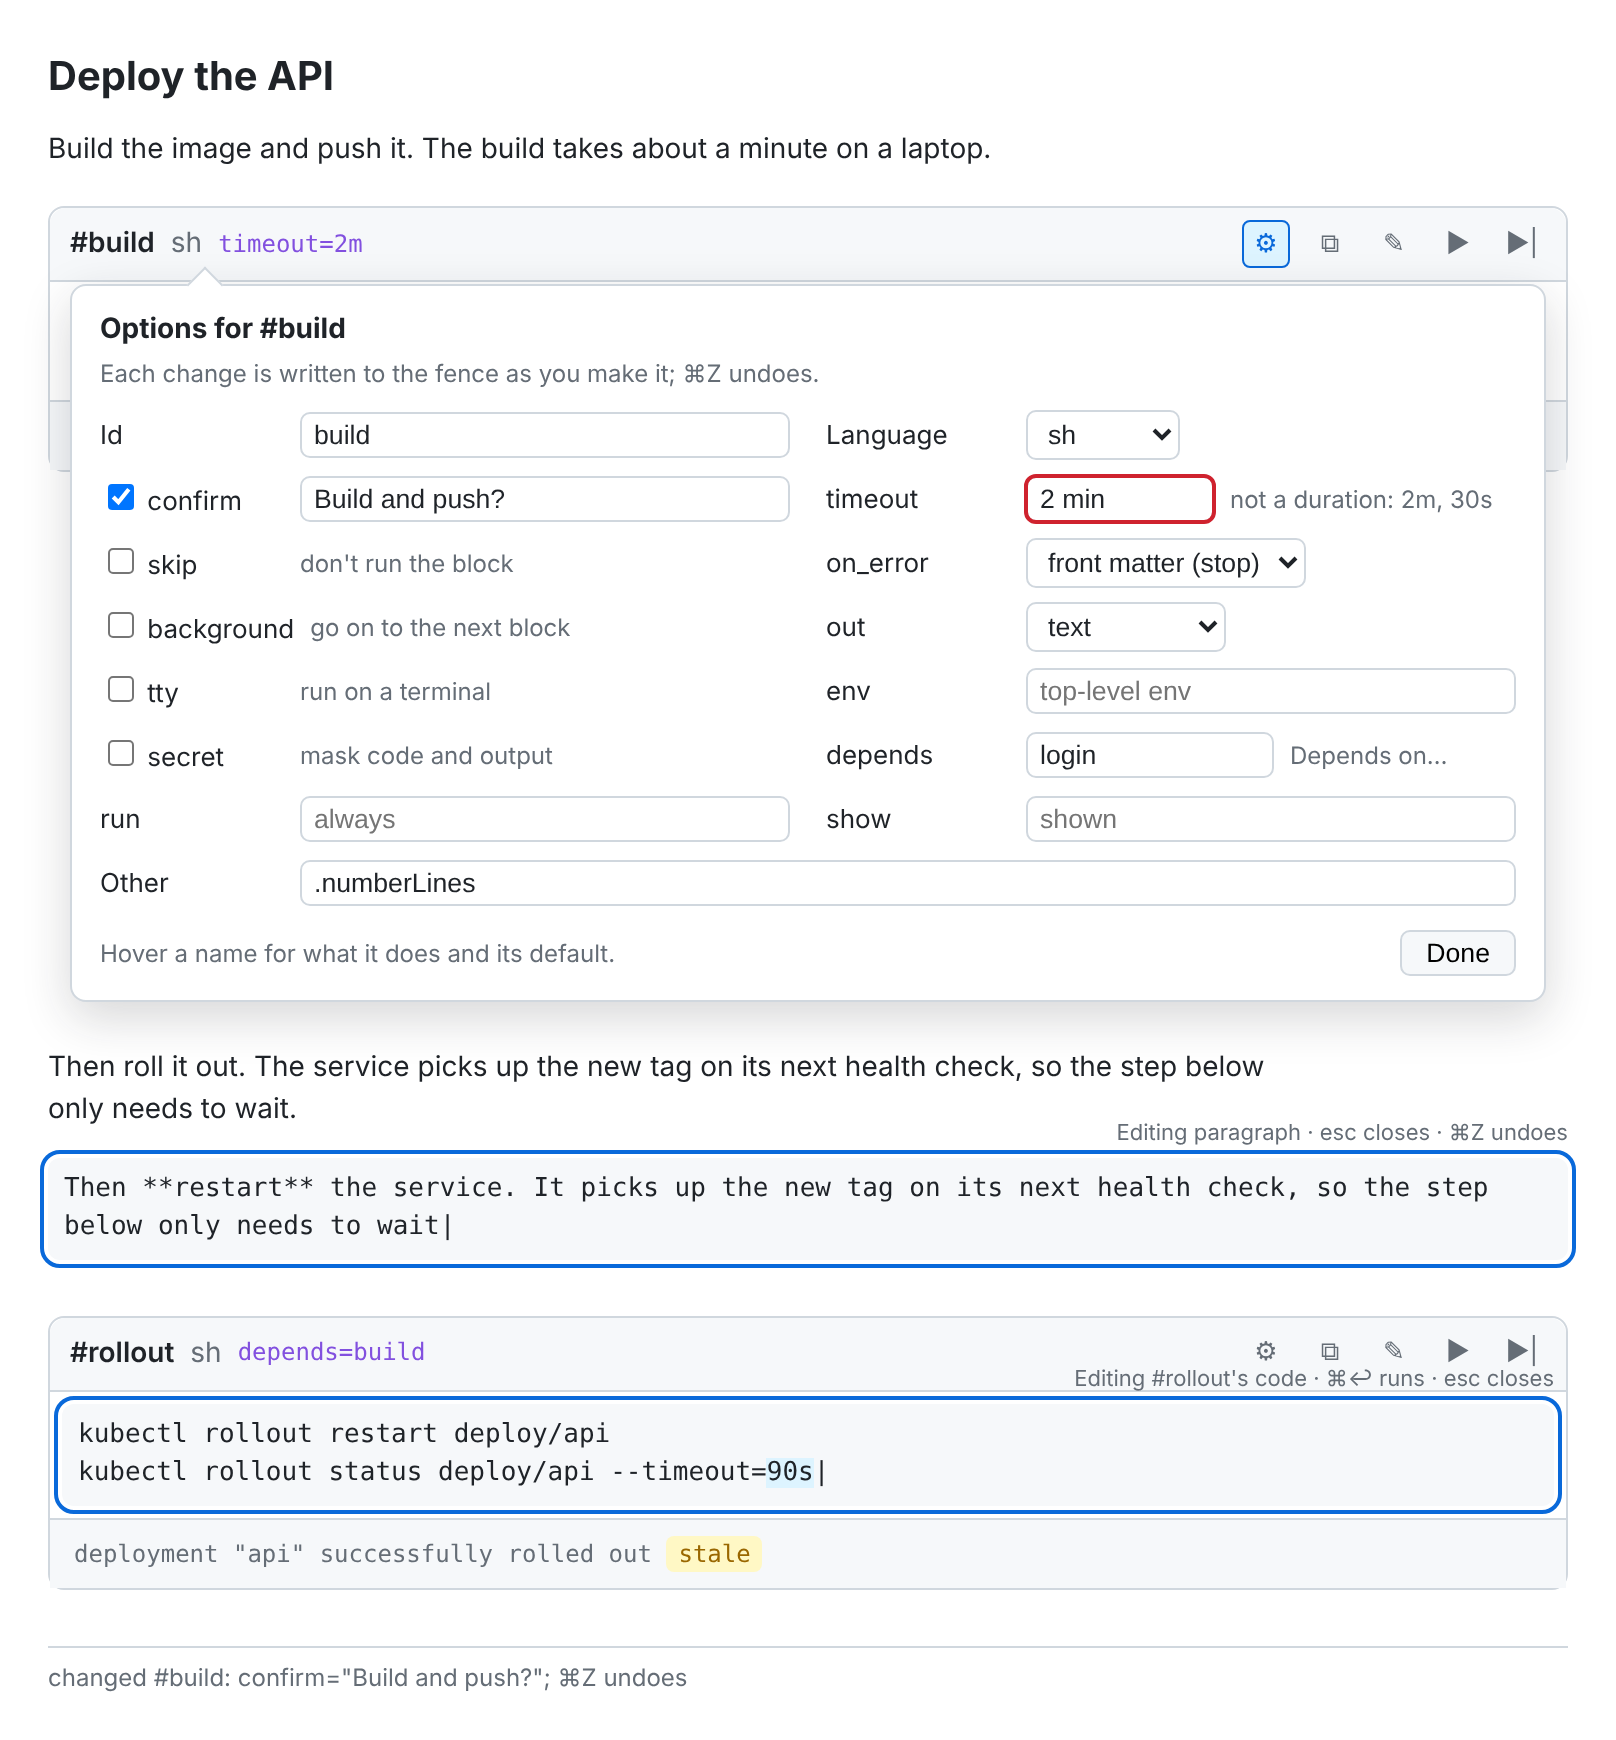 Deploy the API
Build the image and push it. The build takes about a minute on a laptop.
#build sh timeout=2m
Options for #build
Each change is written to the fence as you make it; ⌘Z undoes.
Id build Language sh
confirm Build and push? timeout 2 min not a duration: 2m, 30s
skip don't run the block on_error front matter (stop)
background go on to the next block out text
tty run on a terminal env top-level env
secret mask code and output depends login Depends on...
run always show shown
Other .numberLines
Hover a name for what it does and its default. Done
Then roll it out. The service picks up the new tag on its next health check, so the step below
only needs to wait.
Editing paragraph · esc closes · ⌘Z undoes
Then **restart** the service. It picks up the new tag on its next health check, so the step
below only needs to wait|
#rollout sh depends=build
Editing #rollout's code · ⌘↩ runs · esc closes
kubectl rollout restart deploy/api
kubectl rollout status deploy/api --timeout=90s|
deployment "api" successfully rolled out stale
changed #build: confirm="Build and push?"; ⌘Z undoes